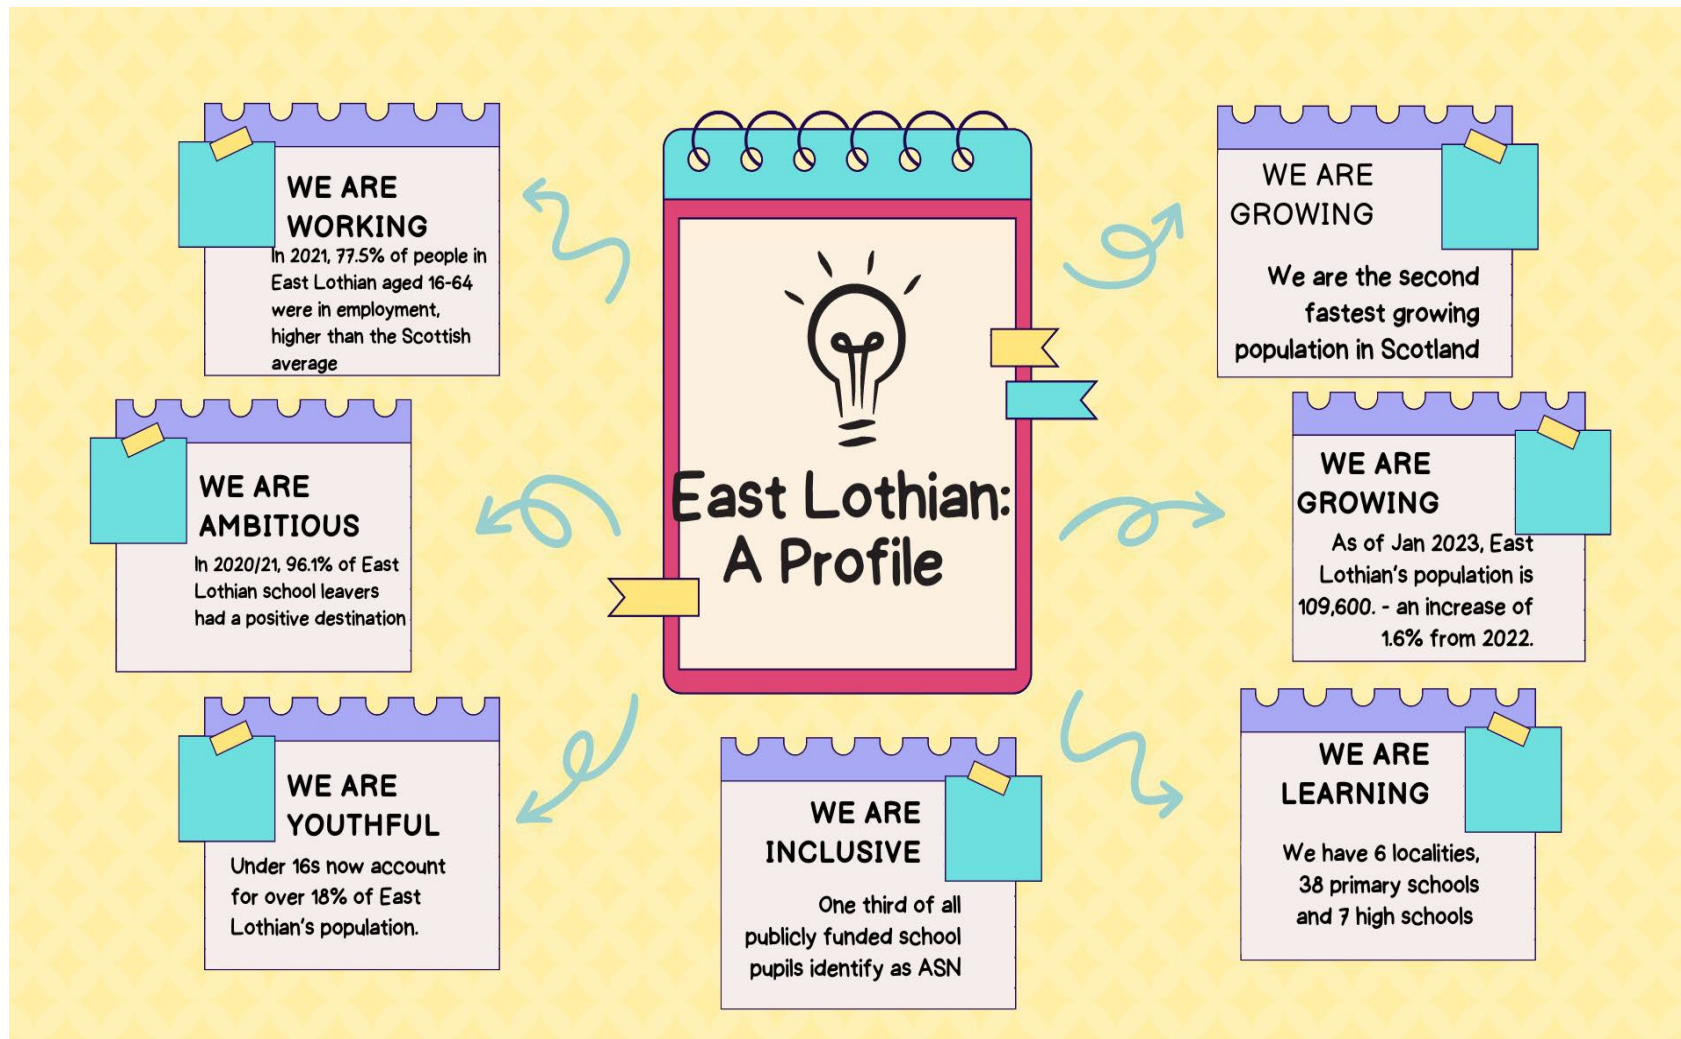 East Lothian:
A Profile
WE ARE
WORKING
In 2021, 77.5% of people in
East Lothian aged 16-64
were in employment,
higher than the Scottish
average
WE ARE
AMBITIOUS
In 2020/21, 96.1% of East
Lothian school leavers
had a positive destination
WE ARE
YOUTHFUL
Under 16s now account
for over 18% of East
Lothian's population.
WE ARE
INCLUSIVE
One third of all
publicly funded school
pupils identify as ASN
WE ARE
GROWING
We are the second
fastest growing
population in Scotland
WE ARE
GROWING
As of Jan 2023, East
Lothian's population is
109,600. - an increase of
1.6% from 2022.
WE ARE
LEARNING
We have 6 localities,
38 primary schools
and 7 high schools